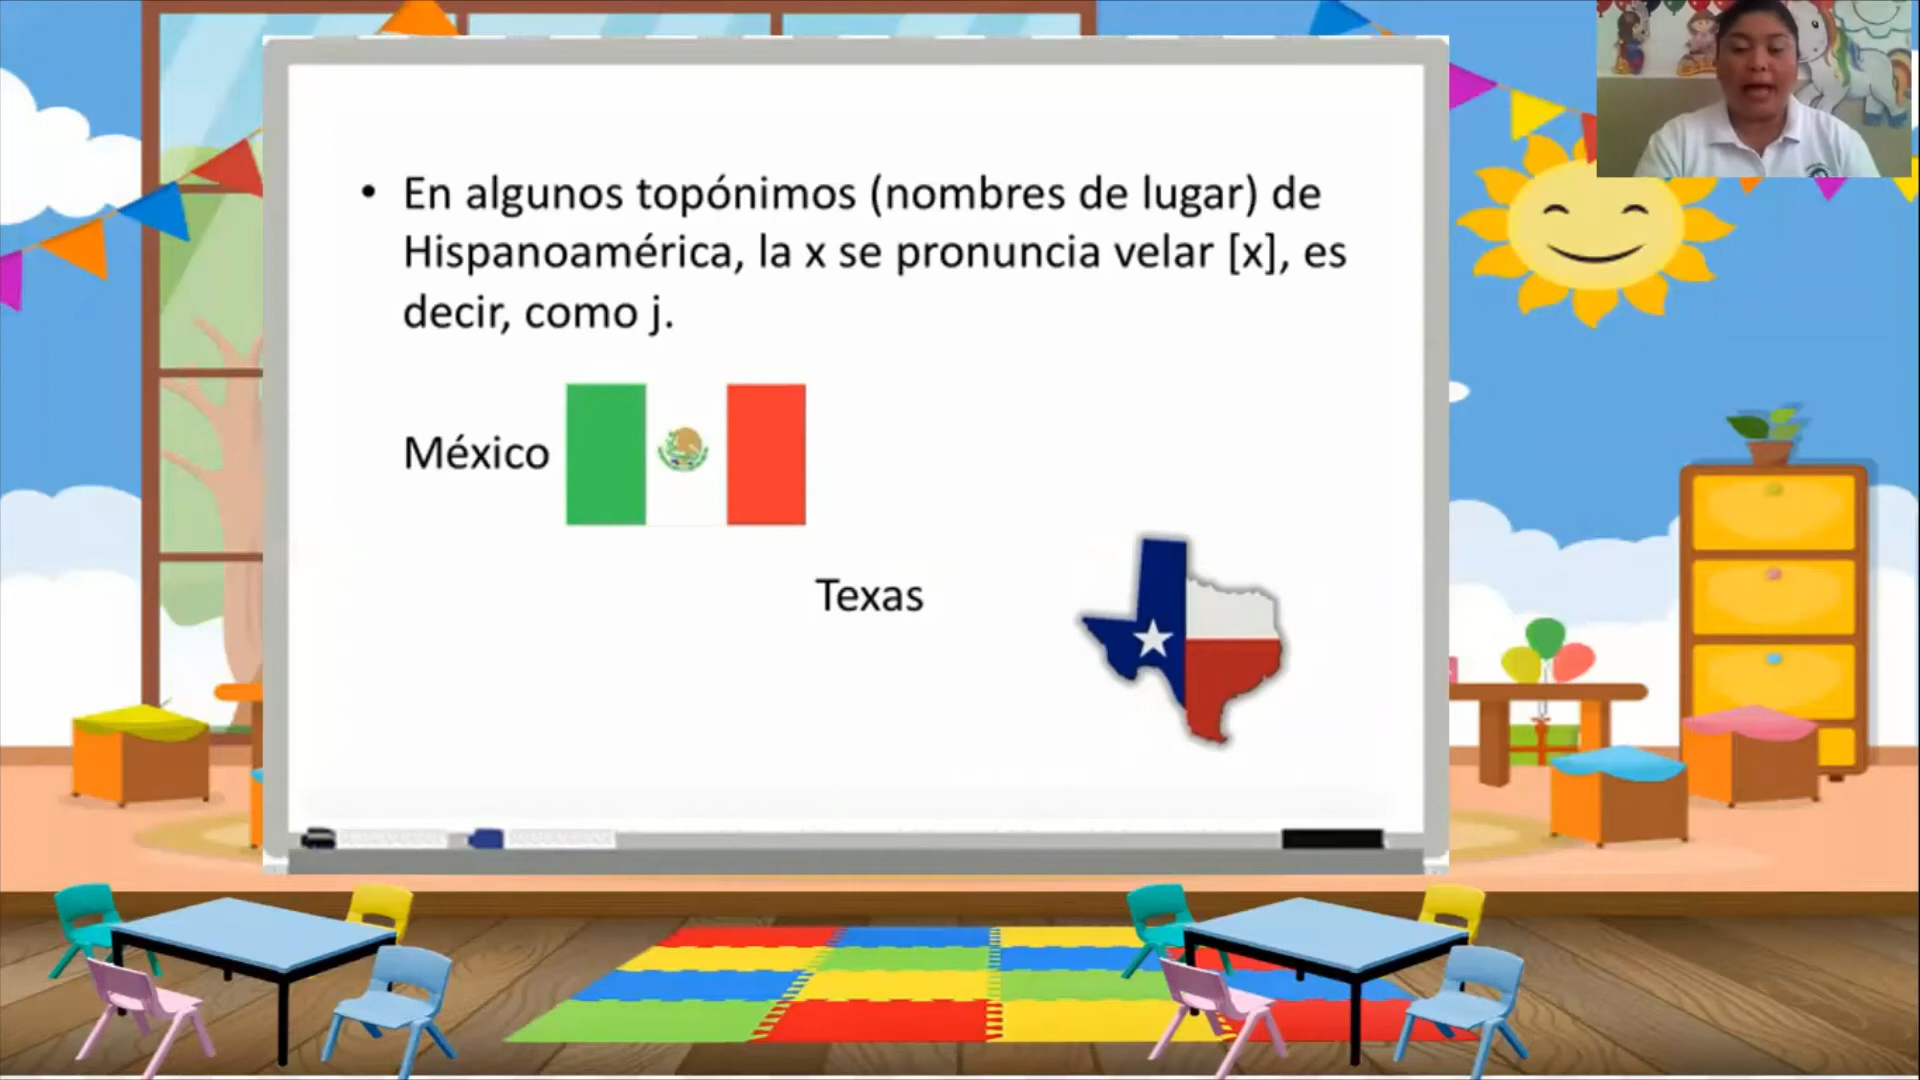 • En algunos topónimos (nombres de lugar) de
Hispanoamérica, la x se pronuncia velar [x], es
decir, como j.
México
Texas